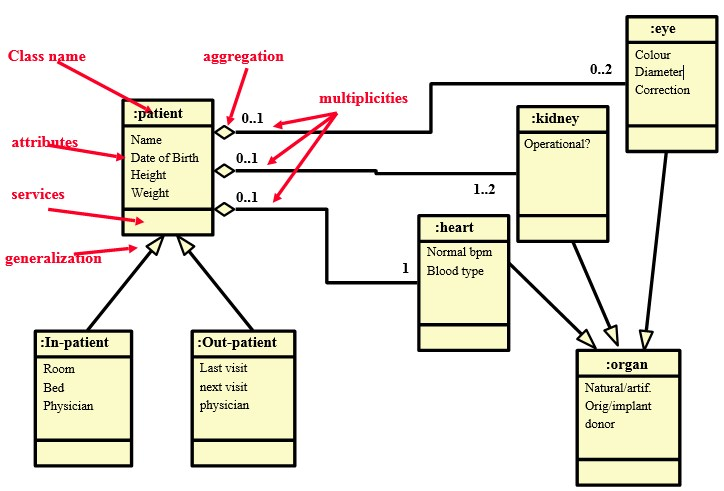 Class name
aggregation
multiplicities
attributes
services
generalization
:patient
Name
Date of Birth
Height
Weight
0..1
0..1
0..1
0..2
1..2
1
:eye
Colour
Diameter
Correction
:kidney
Operational?
:heart
Normal bpm
Blood type
:In-patient
Room
Bed
Physician
:Out-patient
Last visit
next visit
physician
:organ
Natural/artif.
Orig/implant
donor